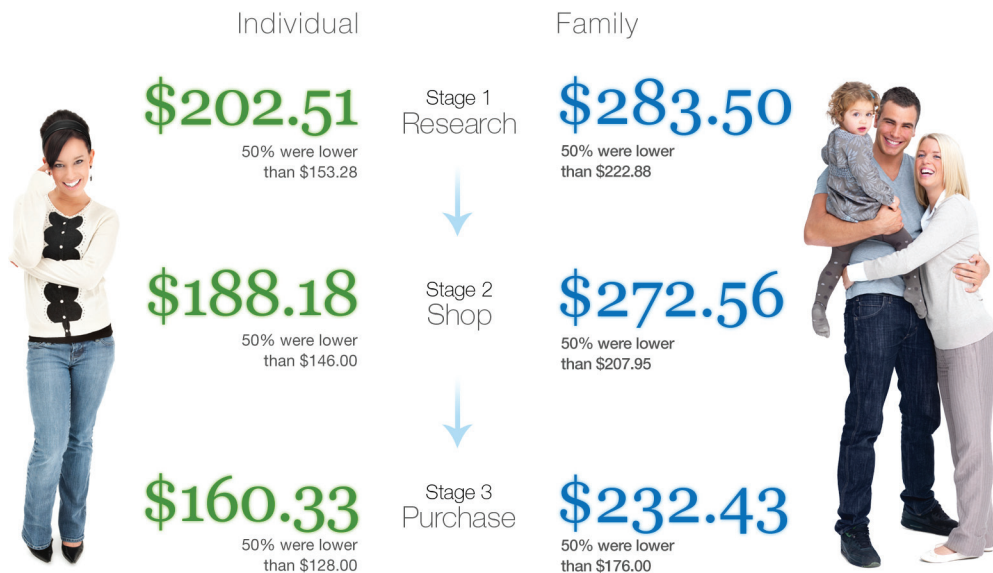 Individual
Family
$202.51
Stage 1
Research
$283.50
50% were lower
than $153.28
50% were lower
than $222.88
$188.18
Stage 2
Shop
$272.56
50% were lower
than $146.00
50% were lower
than $207.95
$160.33
Stage 3
Purchase
$232.43
50% were lower
than $128.00
50% were lower
than $176.00